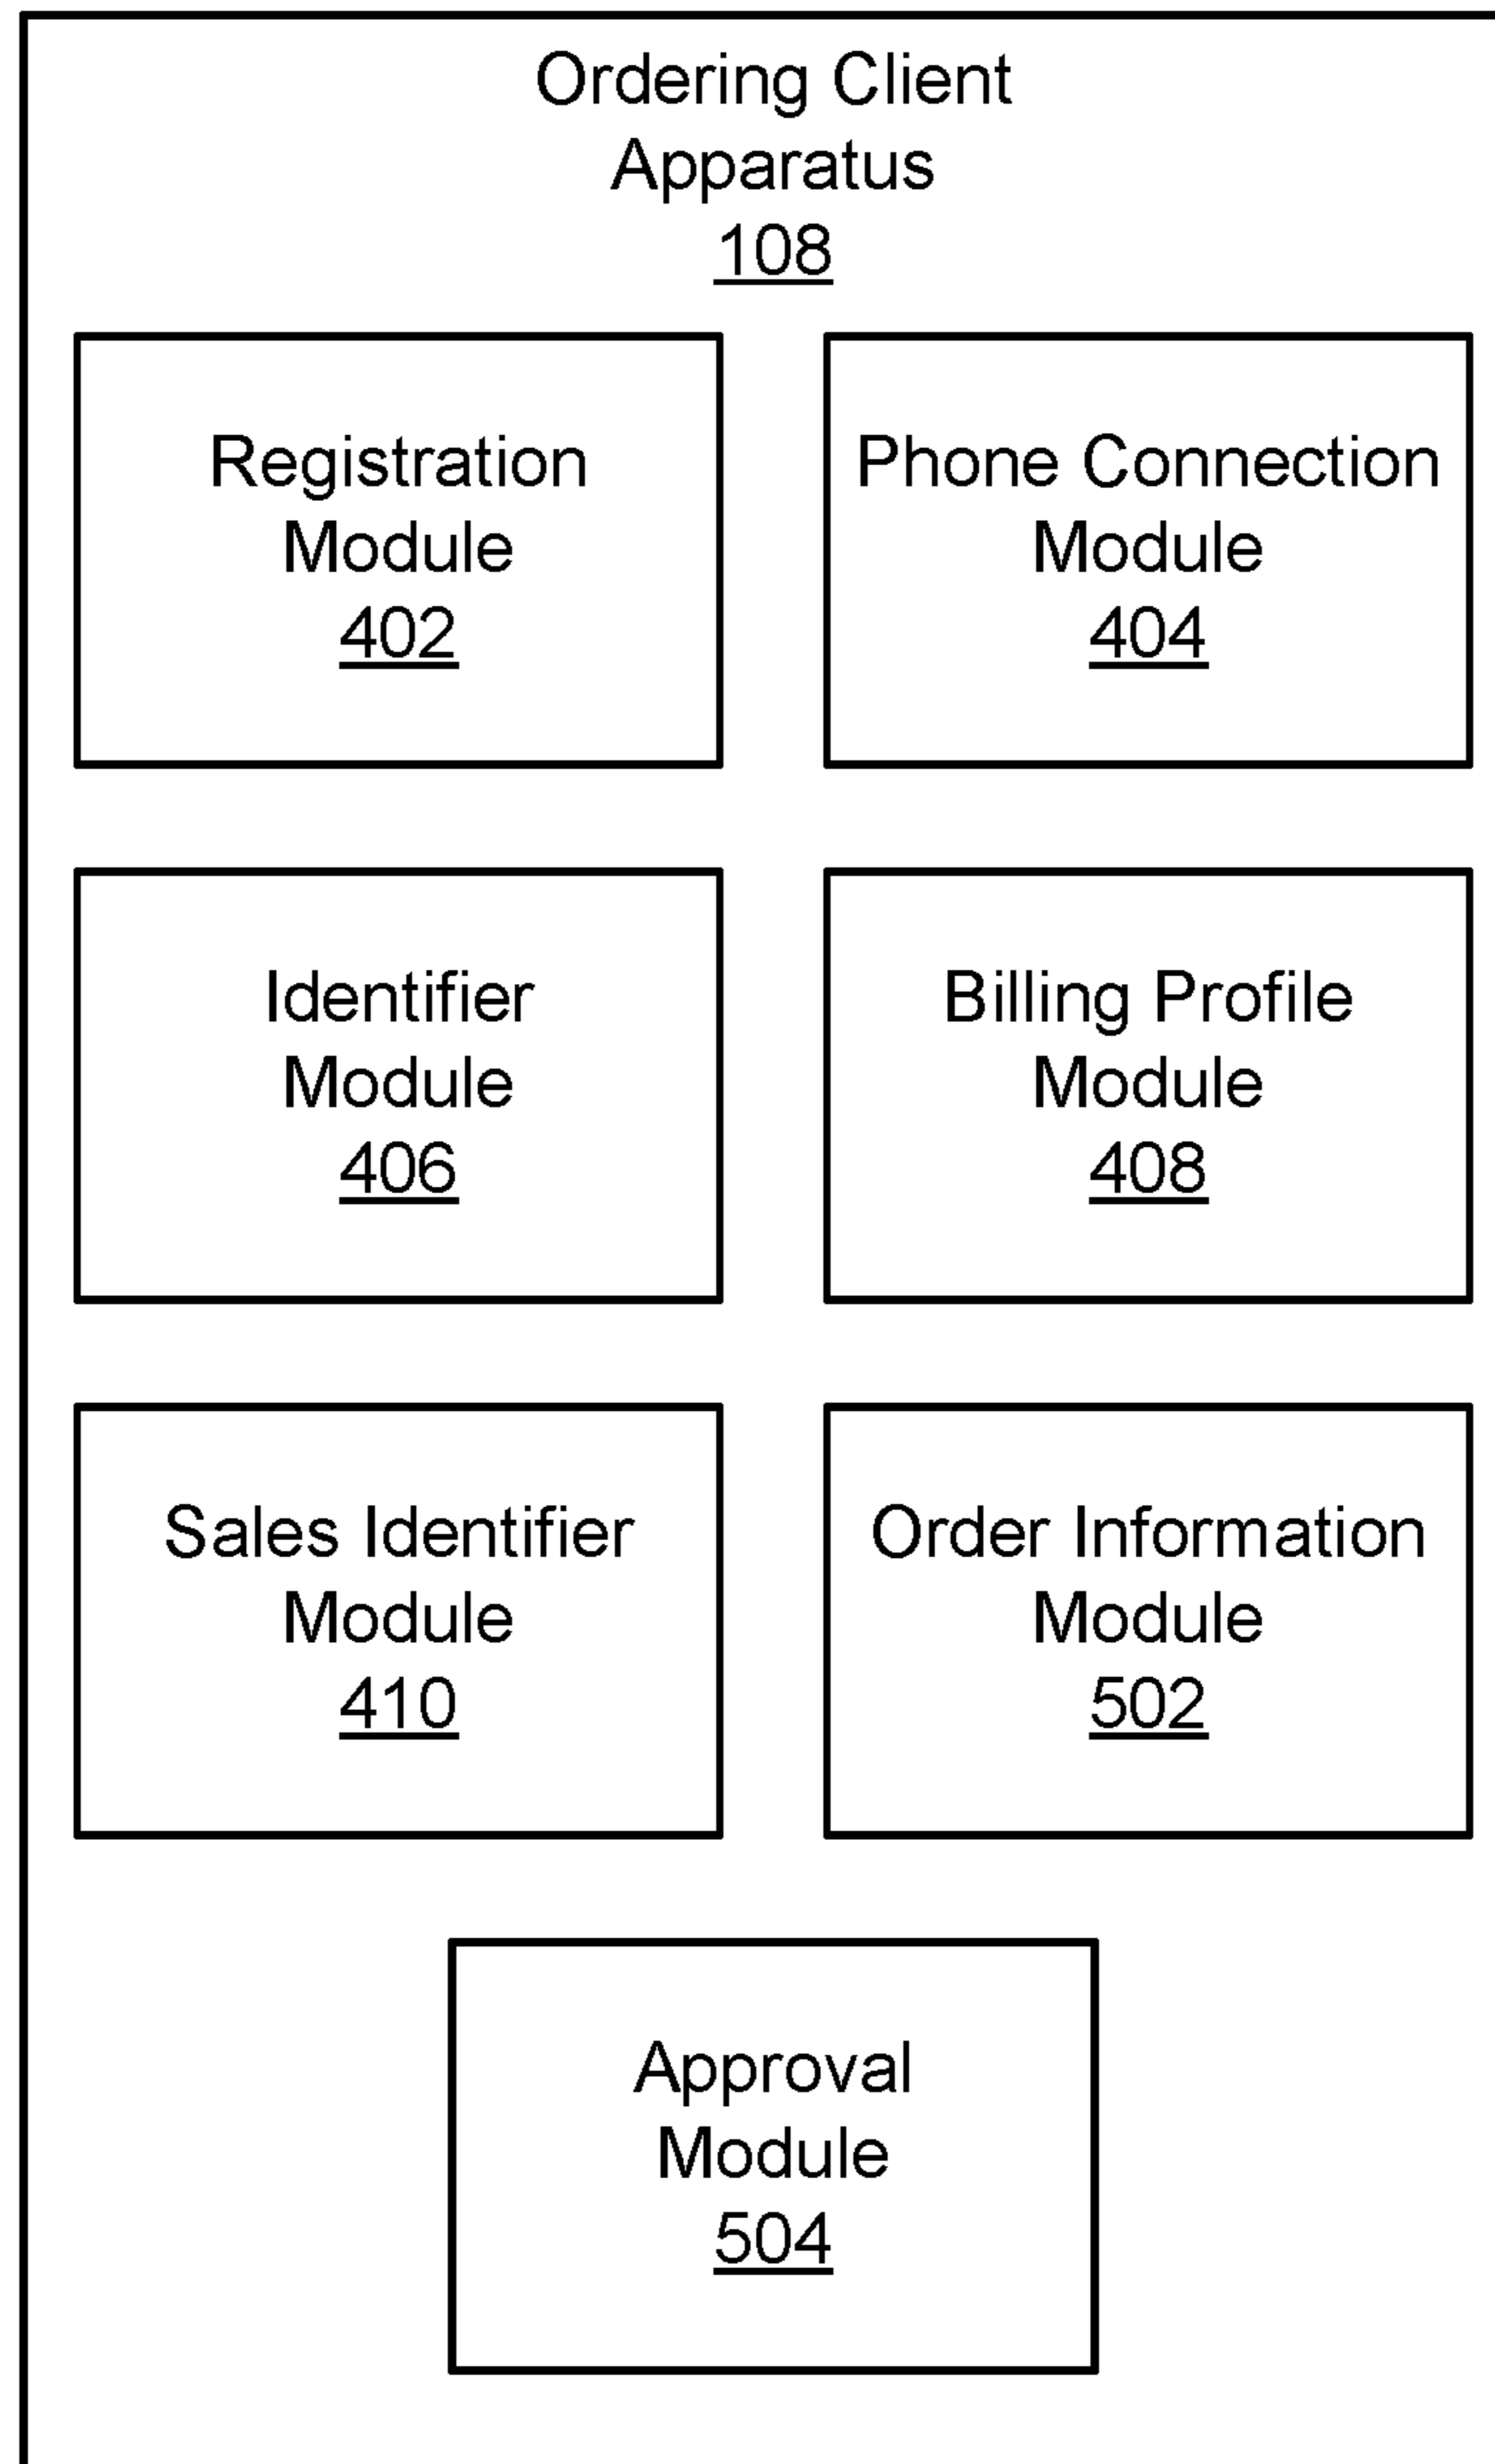 Ordering Client
Apparatus
108
Registration
Module
402
Phone Connection
Module
404
Identifier
Module
406
Billing Profile
Module
408
Sales Identifier
Module
410
Order Information
Module
502
Approval
Module
504